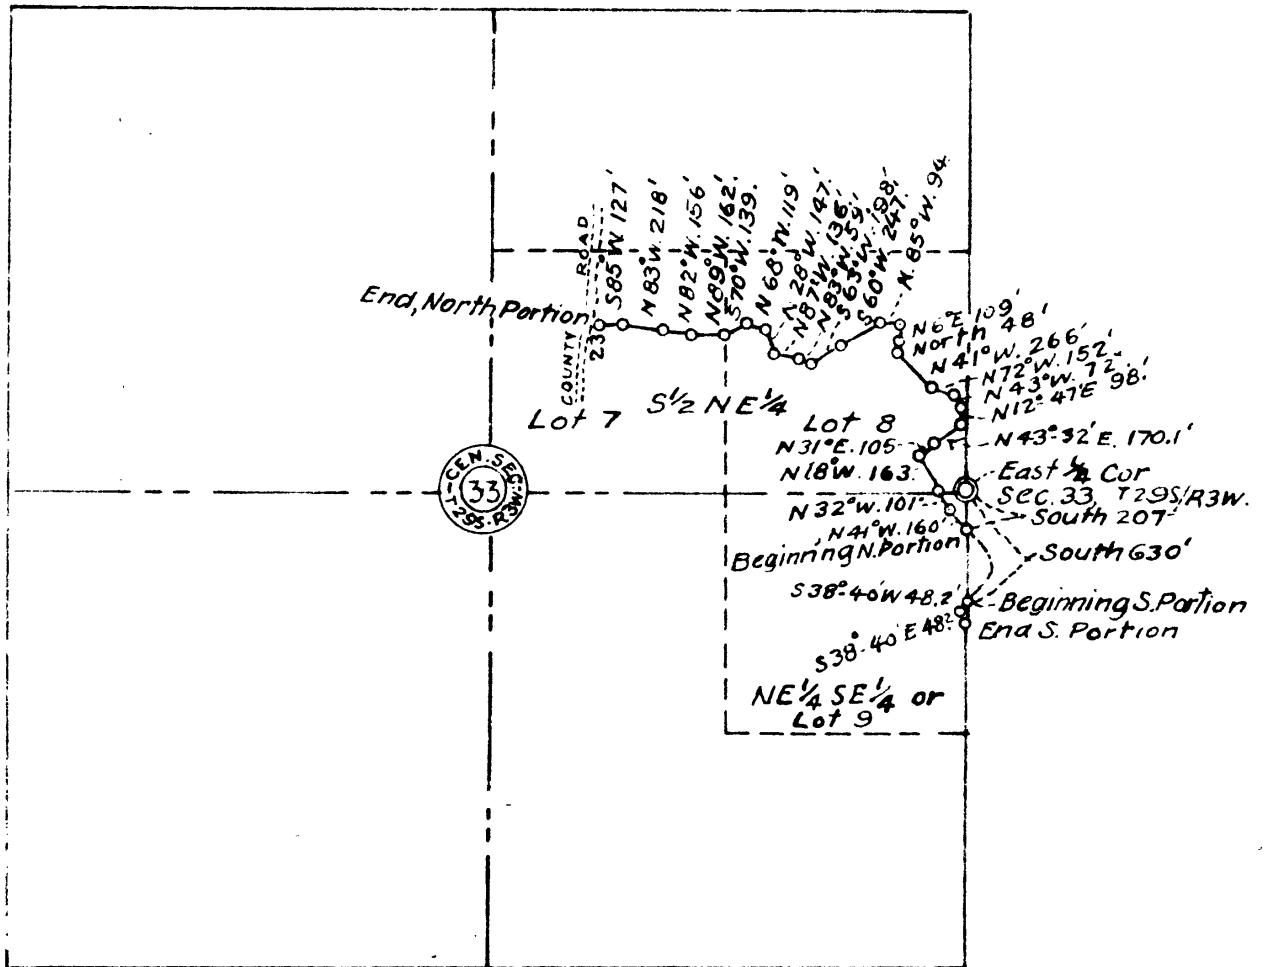 S85°W. 127'
N83°W. 218'
N82°W. 156'
N89°W. 162.'
S70°W. 139.
N68°W. 119'
N. 28°W. 147.'
N87°W. 136.'
N83°W. 59.'
S63°W. 198.'
S60°W. 247.'
N. 85°W. 94.
COUNTY ROAD
23
End, North Portion
N6°E 109'
North 48'
N41°W. 266'
N72°W. 152'
N43°W. 72.'
N12°-47'E 98.'
Lot 7
S½ NE¼
Lot 8
N43°-32'E. 170.1'
N31°E. 105
N18°W. 163.
CEN. SEC.
33
T-29S-R3W.
East ¼ Cor
Sec. 33, T29S, R3W.
N32°W. 101
South 207
N41°W. 160'
Beginning N. Portion
South 630'
S38°-40'W 48.2'
Beginning S. Portion
End S. Portion
S38°-40'E 48.2
NE¼ SE¼ or
Lot 9